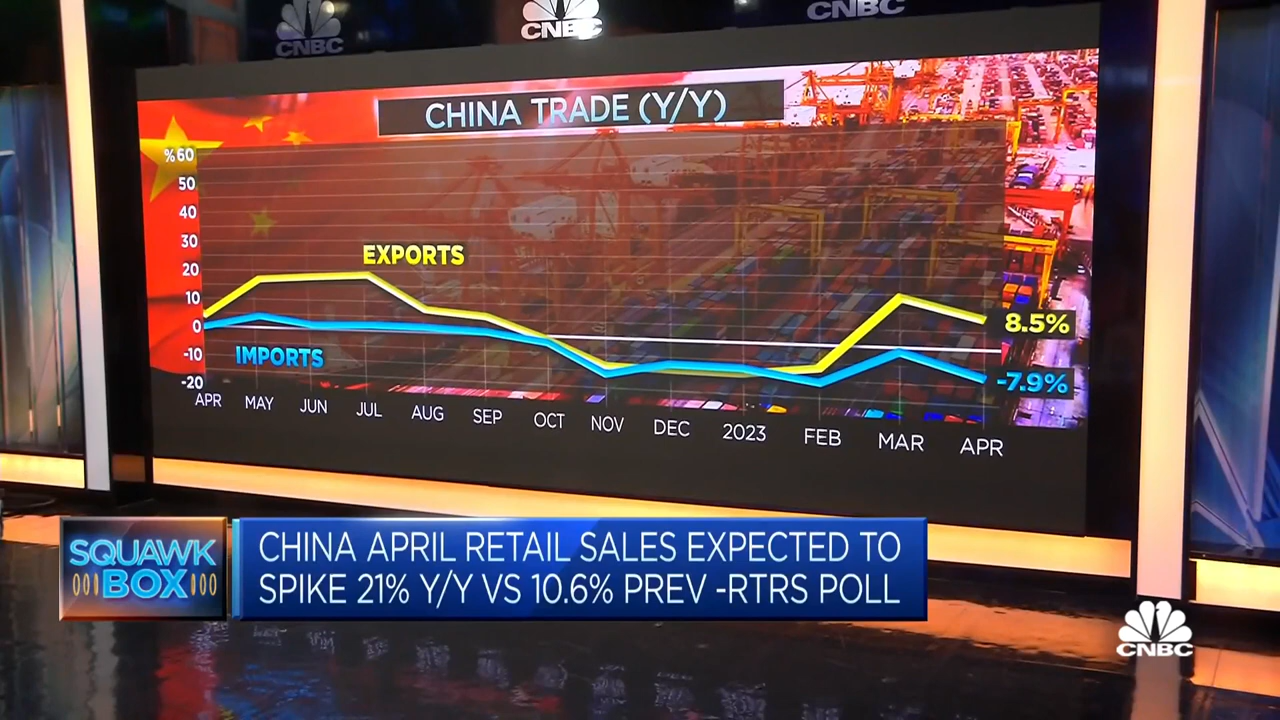 CNBC
CNBC
CNBC
CHINA TRADE (Y/Y)
%60
50
40
30
20
10
0
-10
-20
EXPORTS
IMPORTS
8.5%
-7.9%
APR MAY JUN JUL AUG SEP OCT NOV DEC 2023 FEB MAR APR
SQUAWK
BOX
CHINA APRIL RETAIL SALES EXPECTED TO
SPIKE 21% Y/Y VS 10.6% PREV -RTRS POLL
CNBC